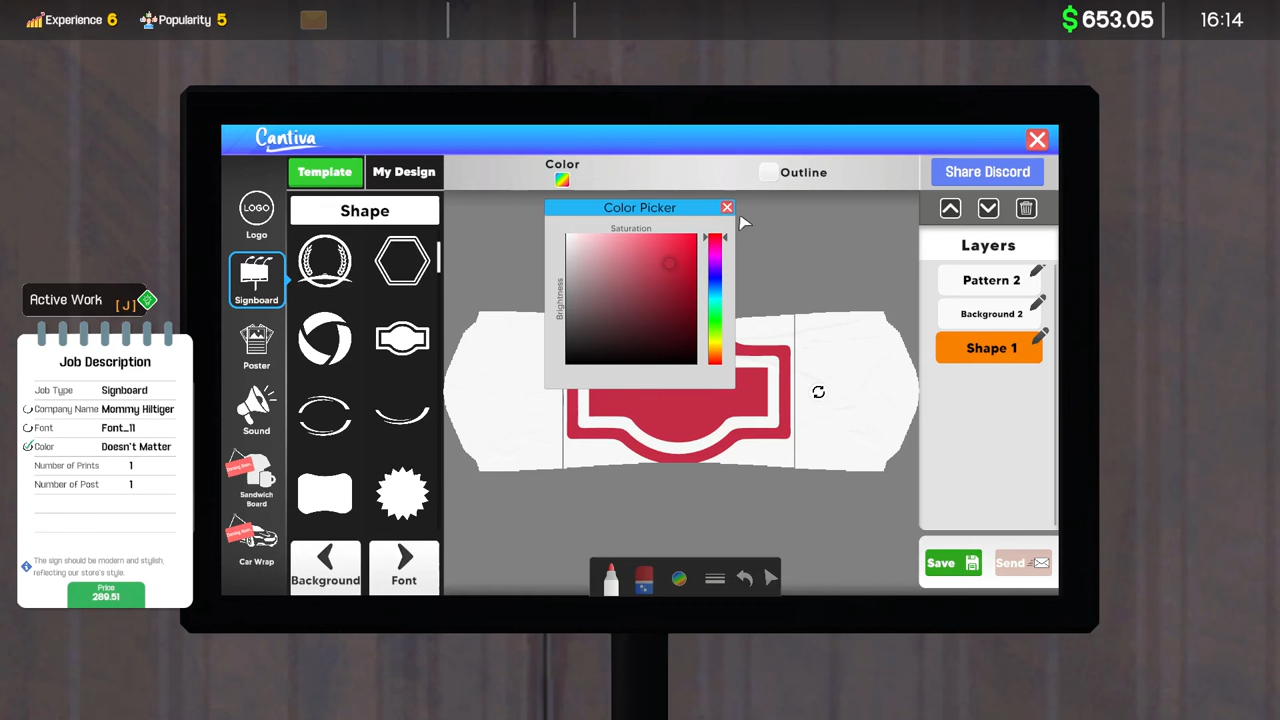 Experience 6
Popularity 5
$ 653.05
16:14
Cantiva
Template
My Design
Color
Outline
Share Discord
LOGO
Logo
Signboard
Poster
Sound
Sandwich
Board
Car Wrap
Shape
Color Picker
Saturation
Brightness
Layers
Pattern 2
Background 2
Shape 1
Background
Font
Save
Send
Active Work
[ J ]
Job Description
Job Type Signboard
Company Name Mommy Hiltiger
Font Font_11
Color Doesn't Matter
Number of Prints 1
Number of Post 1
The sign should be modern and stylish,
reflecting our store's style.
Price
289.51